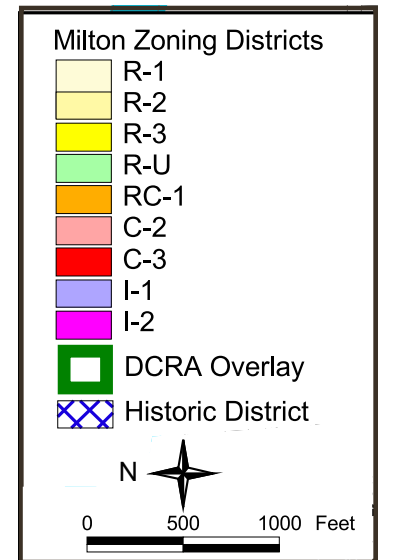 Milton Zoning Districts
R-1
R-2
R-3
R-U
RC-1
C-2
C-3
I-1
I-2
DCRA Overlay
Historic District
N
0 500 1000 Feet